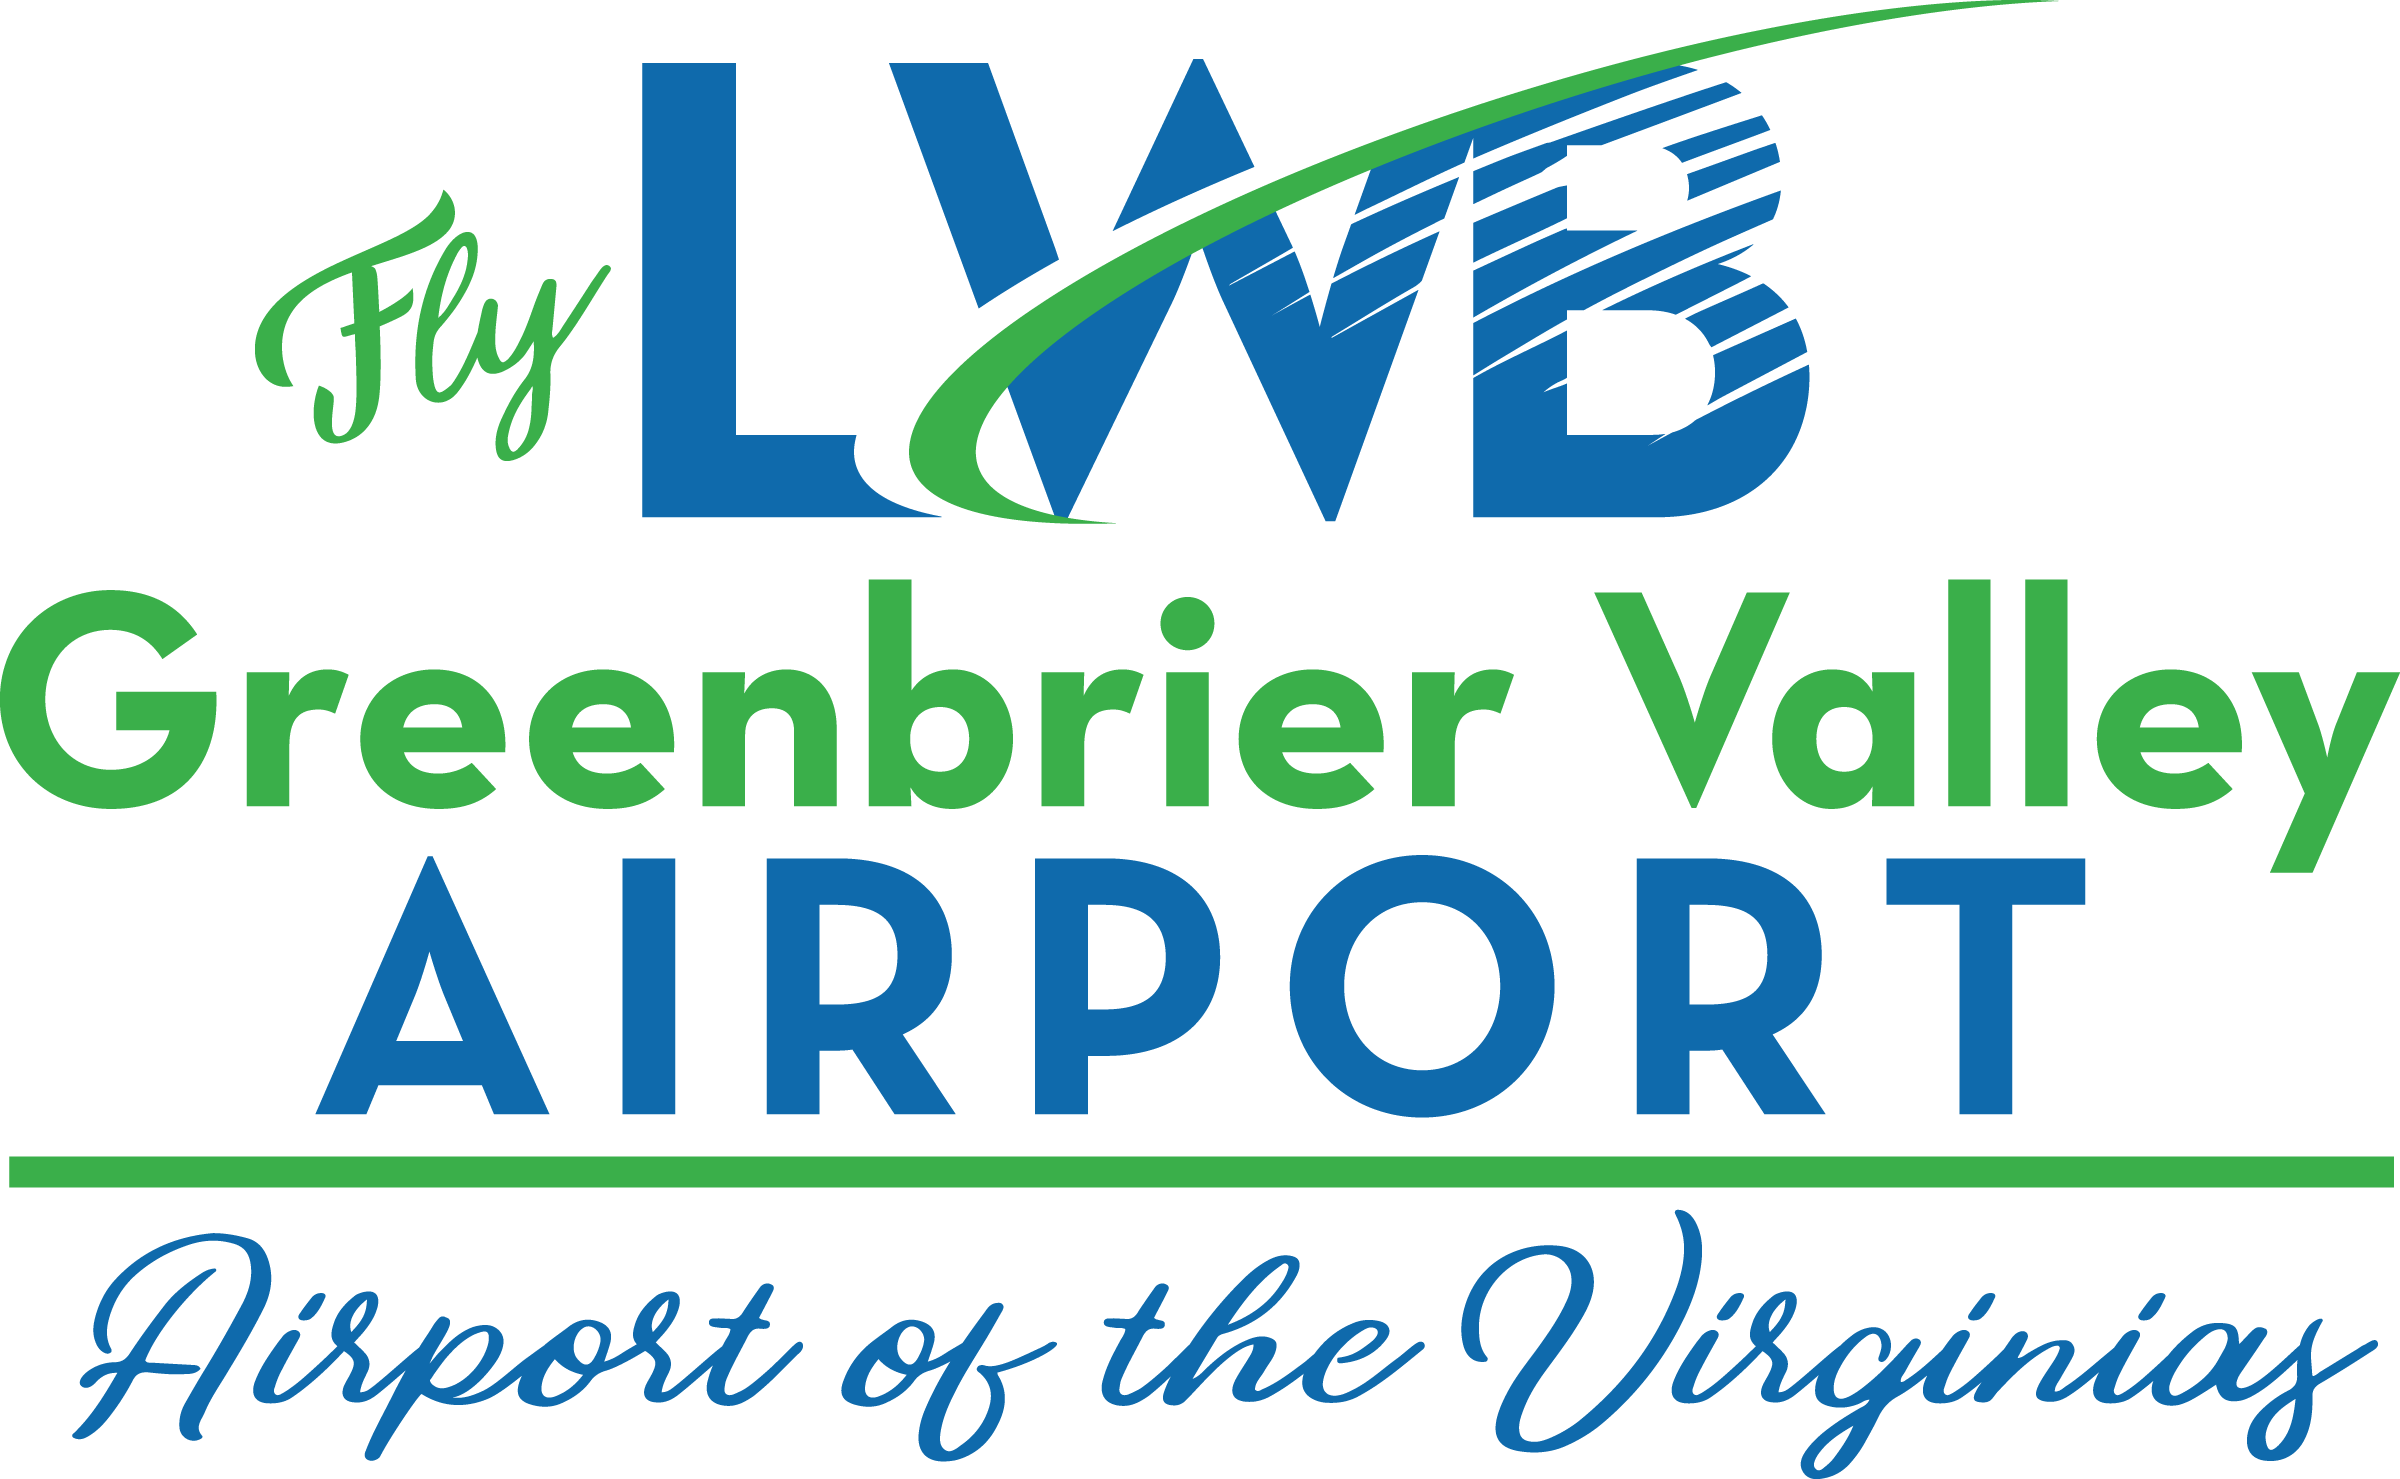 Fly LWB
Greenbrier Valley
AIRPORT
Airport of the Virginias